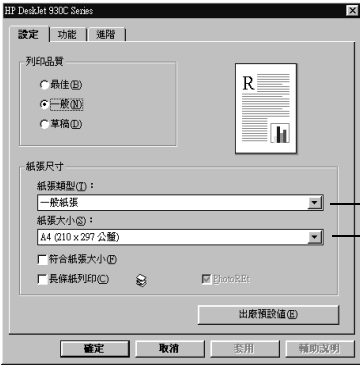 HP DeskJet 930C Series
設定 功能 進階
列印品質
最佳(B)
一般(N)
草稿(D)
R
紙張尺寸
紙張類型(T)：
一般紙張
紙張大小(S)：
A4 (210 x 297 公釐)
符合紙張大小(F)
長條紙列印(C) PhotoREt
出廠預設值(E)
確定 取消 套用 輔助說明